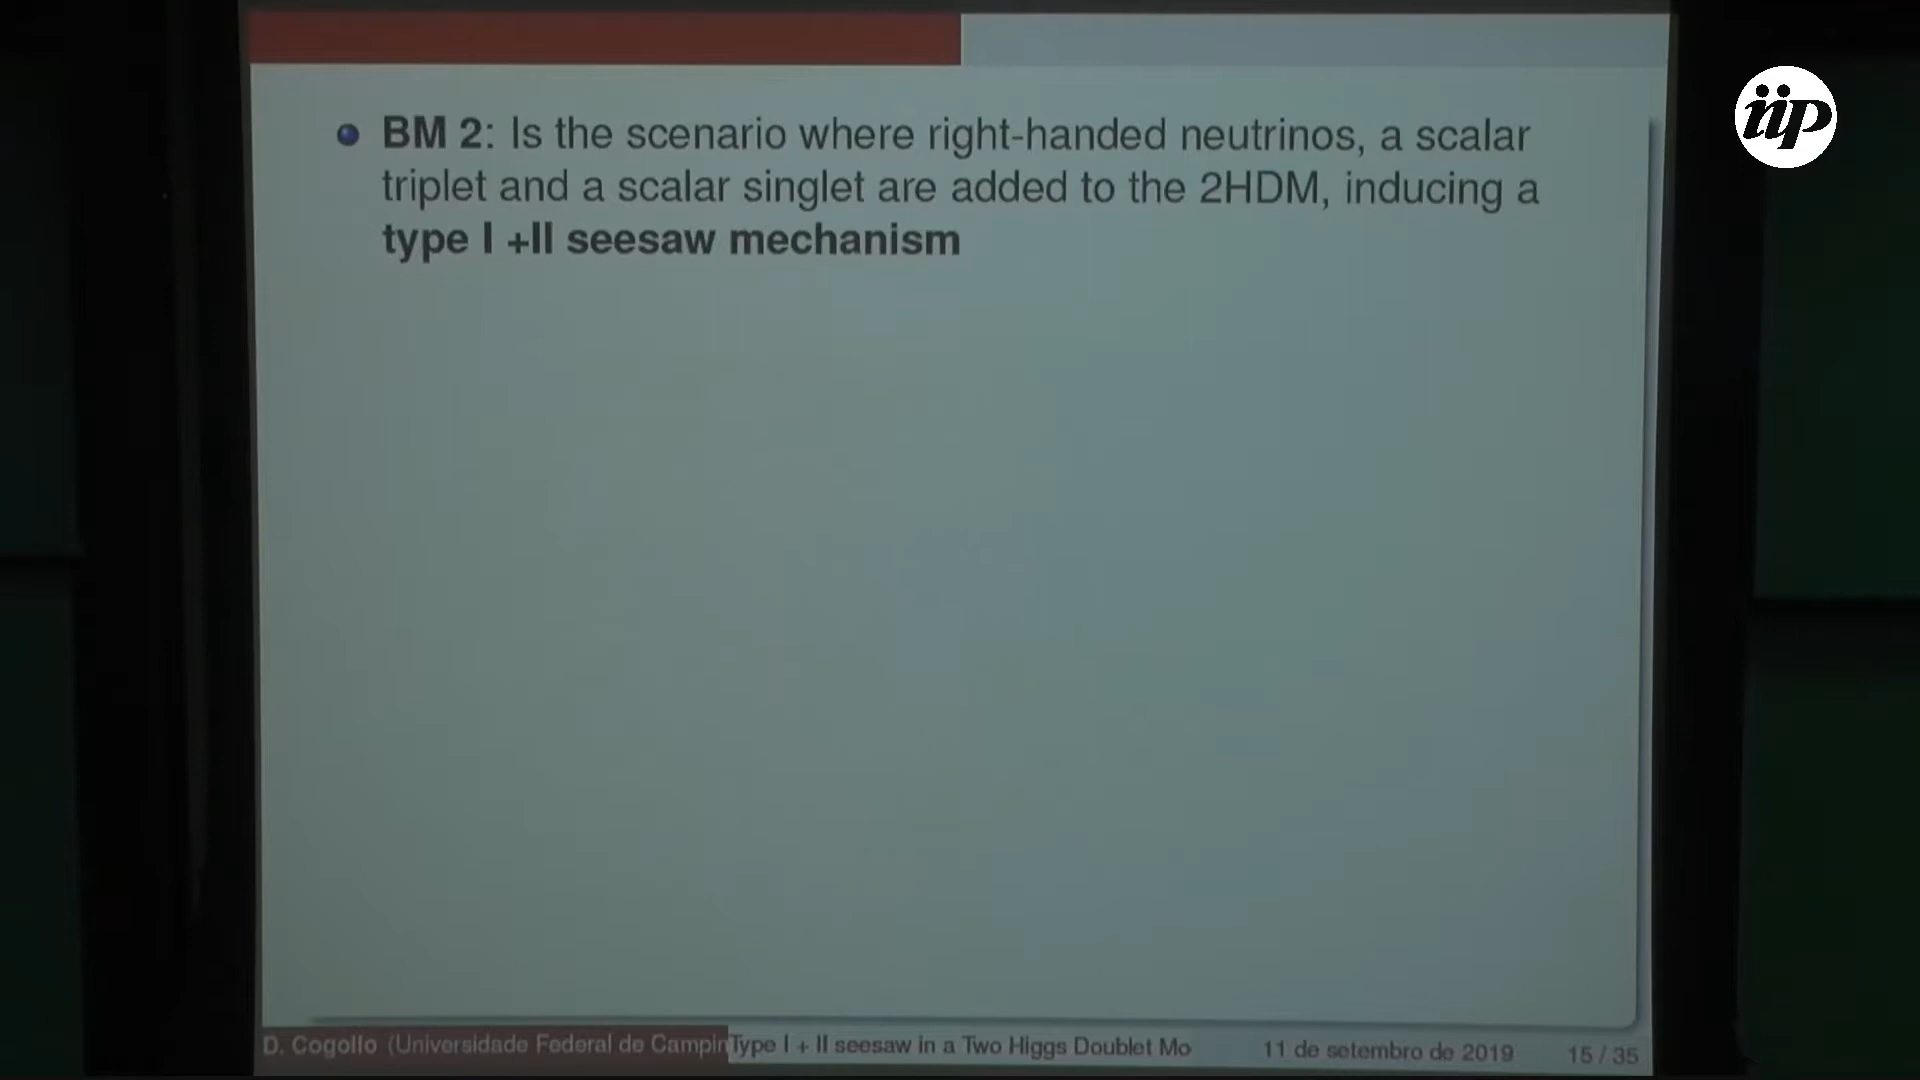 iip
BM 2: Is the scenario where right-handed neutrinos, a scalar
triplet and a scalar singlet are added to the 2HDM, inducing a
type I +II seesaw mechanism
D. Cogollo (Universidade Federal de Campin Type I + II seesaw in a Two Higgs Doublet Mo 11 de setembro de 2019 15 / 35